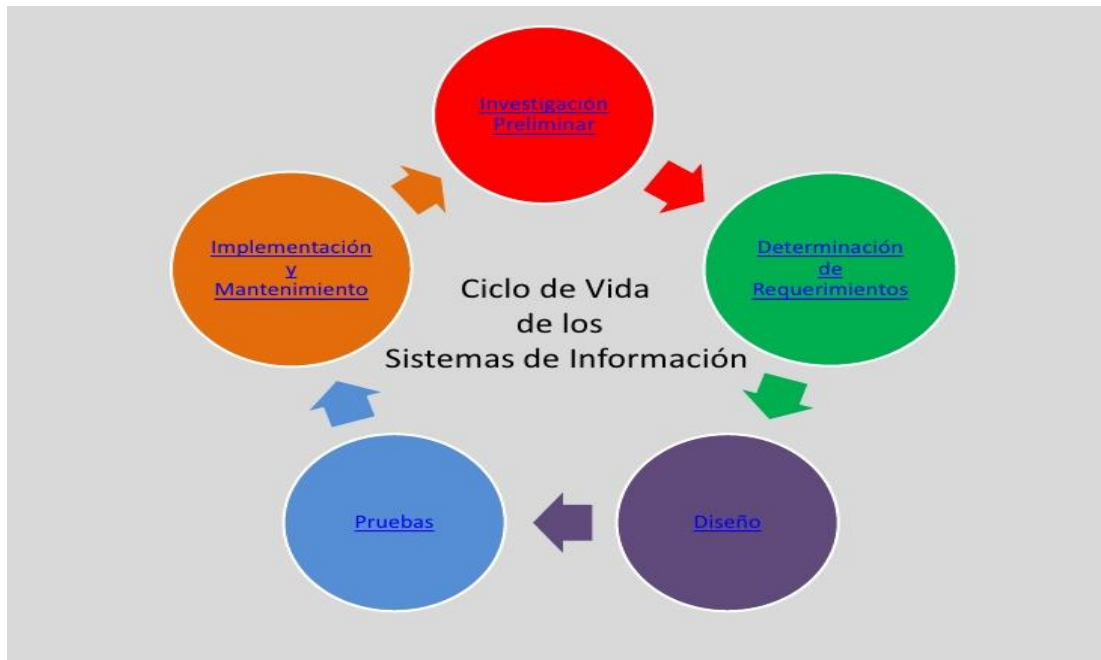 Investigación
Preliminar
Determinación
de
Requerimientos
Diseño
Pruebas
Implementación
y
Mantenimiento
Ciclo de Vida
de los
Sistemas de Información